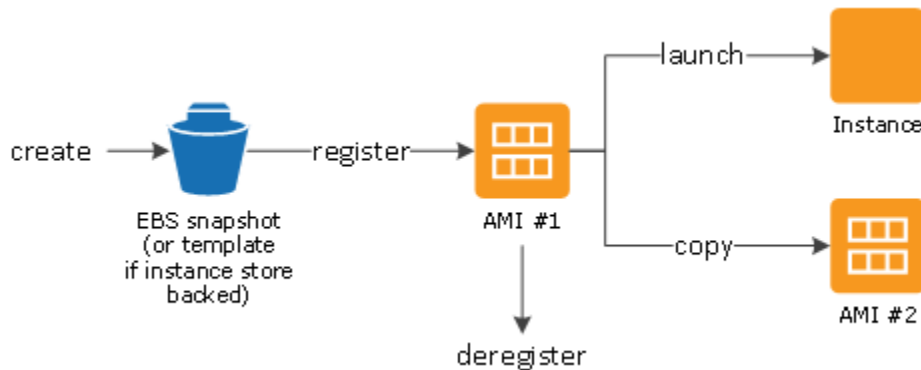 launch
Instance
create
register
EBS snapshot
(or template
if instance store
backed)
AMI #1
copy
AMI #2
deregister